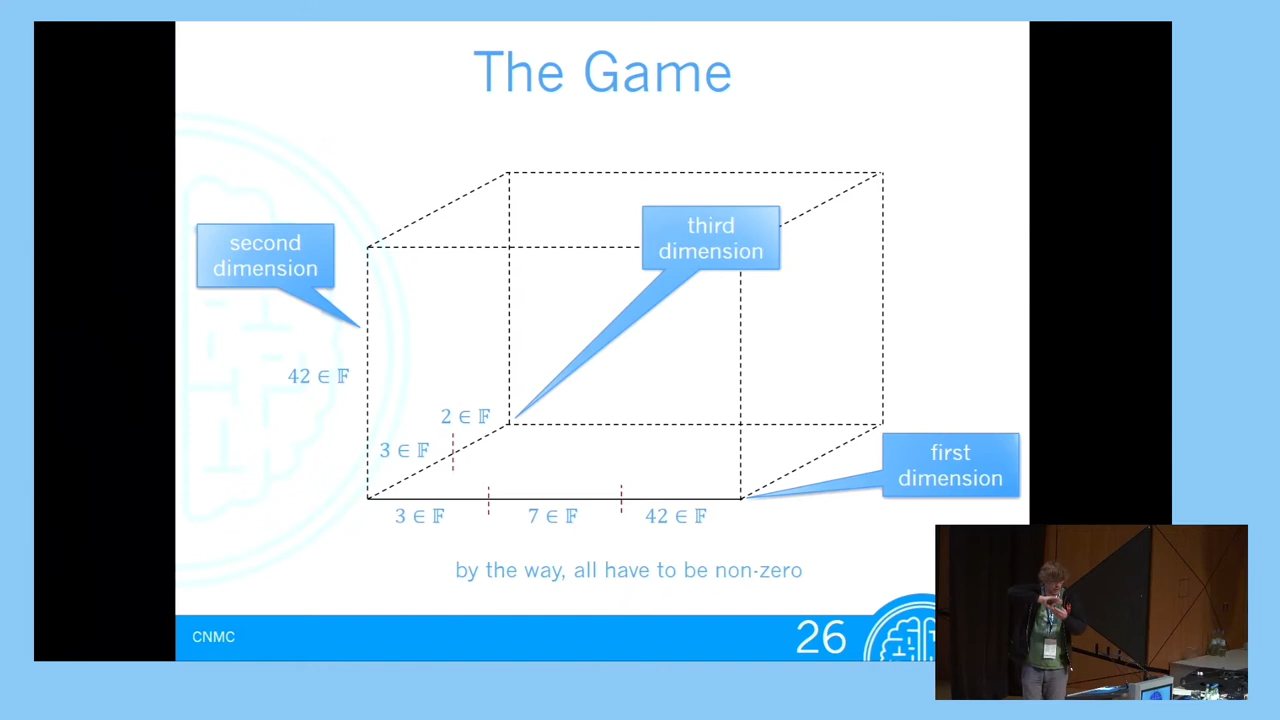 The Game
third
dimension
second
dimension
42 ∈ 𝔽
2 ∈ 𝔽
3 ∈ 𝔽
first
dimension
3 ∈ 𝔽
7 ∈ 𝔽
42 ∈ 𝔽
by the way, all have to be non-zero
CNMC
26